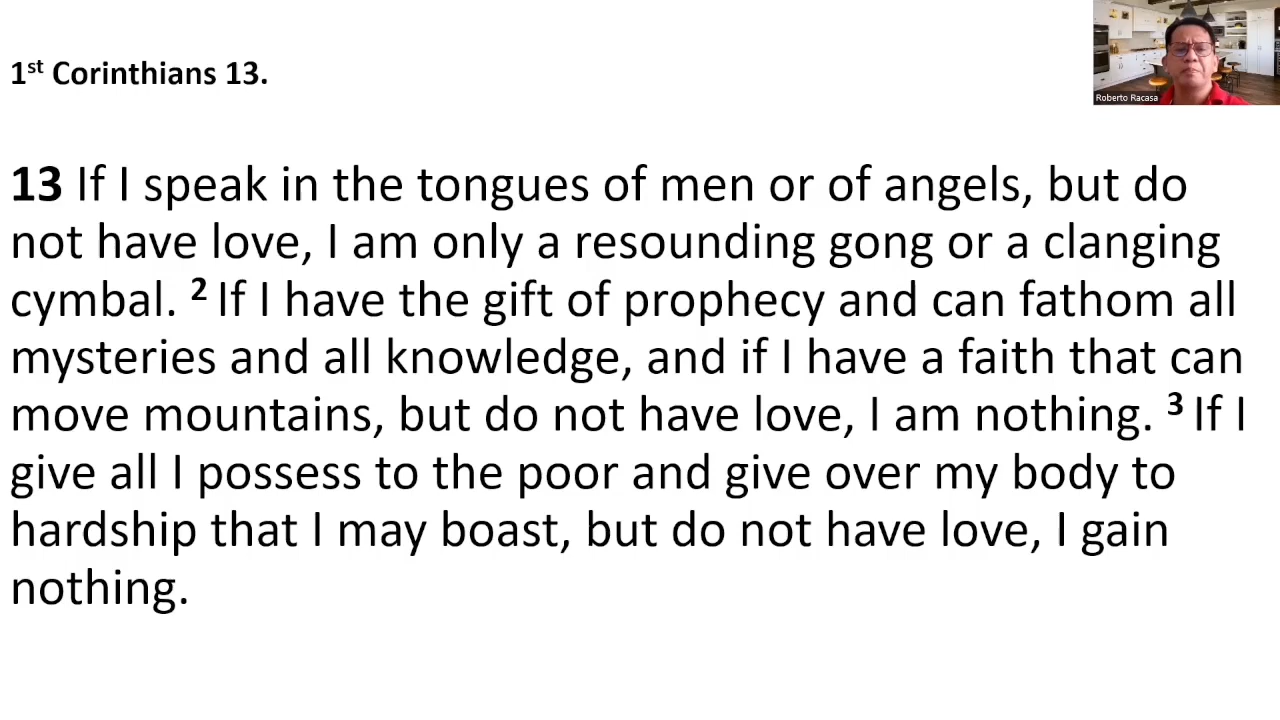 1st Corinthians 13.
Roberto Racasa
13 If I speak in the tongues of men or of angels, but do
not have love, I am only a resounding gong or a clanging
cymbal. 2 If I have the gift of prophecy and can fathom all
mysteries and all knowledge, and if I have a faith that can
move mountains, but do not have love, I am nothing. 3 If I
give all I possess to the poor and give over my body to
hardship that I may boast, but do not have love, I gain
nothing.